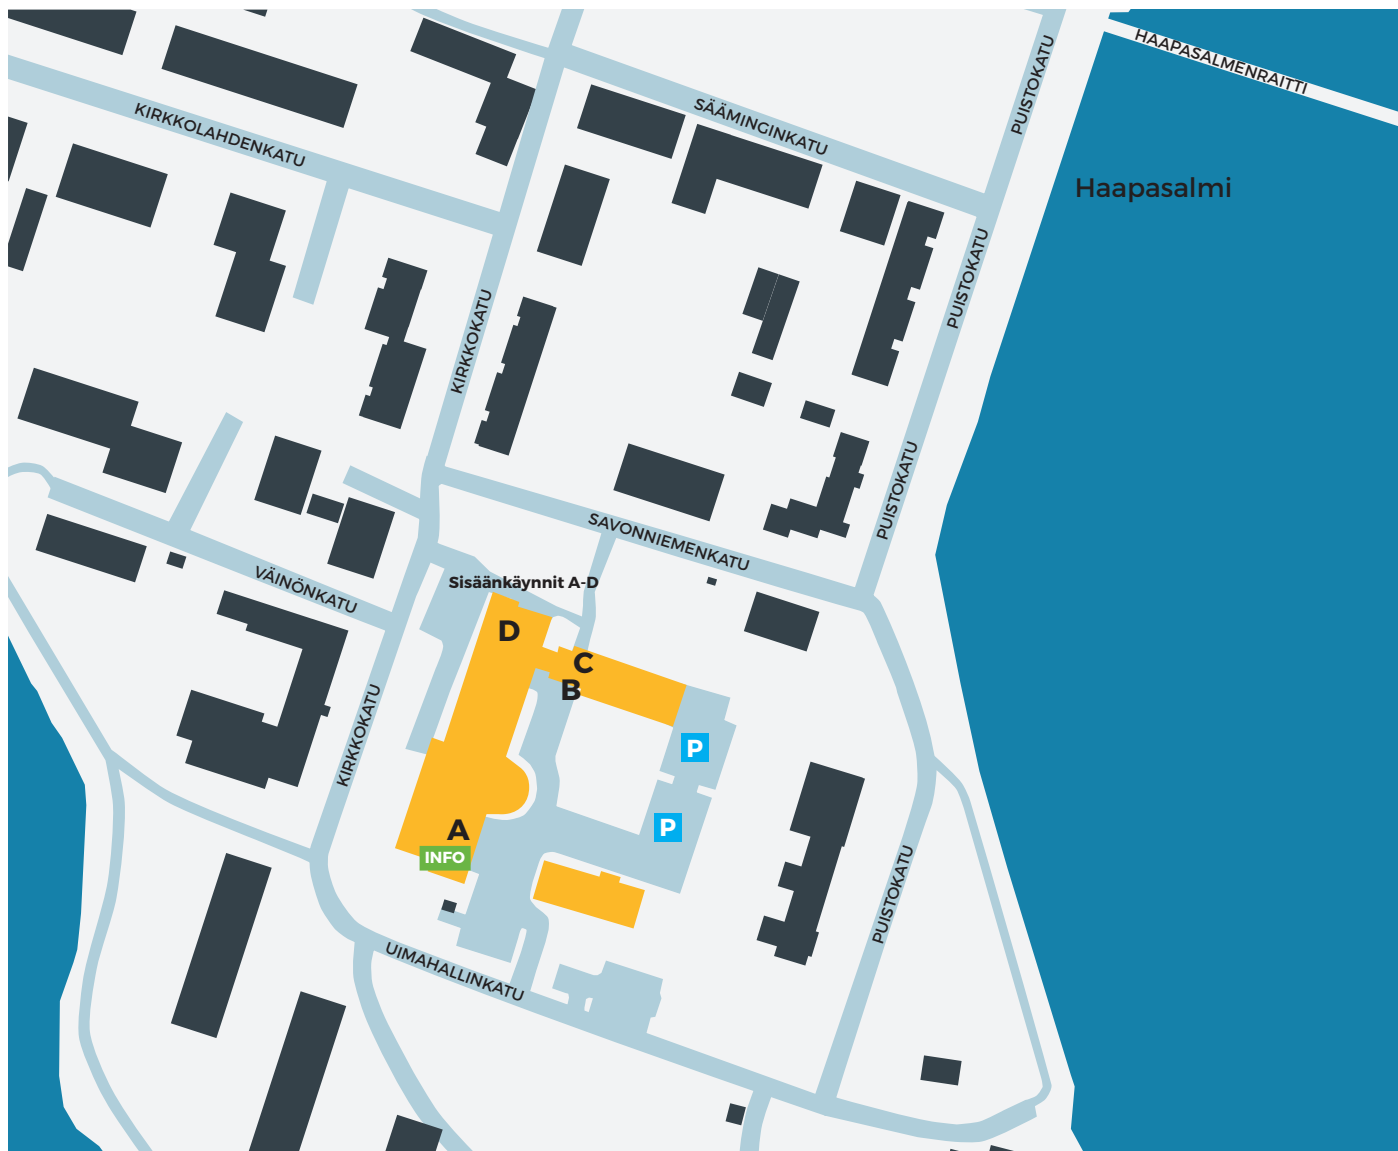 HAAPASALMENRAITTI
PUISTOKATU
SÄÄMINGINKATU
KIRKKOLAHDENKATU
Haapasalmi
PUISTOKATU
KIRKKOKATU
PUISTOKATU
SAVONNIEMENKATU
VÄINÖNKATU
Sisäänkäynnit A-D
D
C
B
KIRKKOKATU
P
P
A
INFO
PUISTOKATU
UIMAHALLINKATU